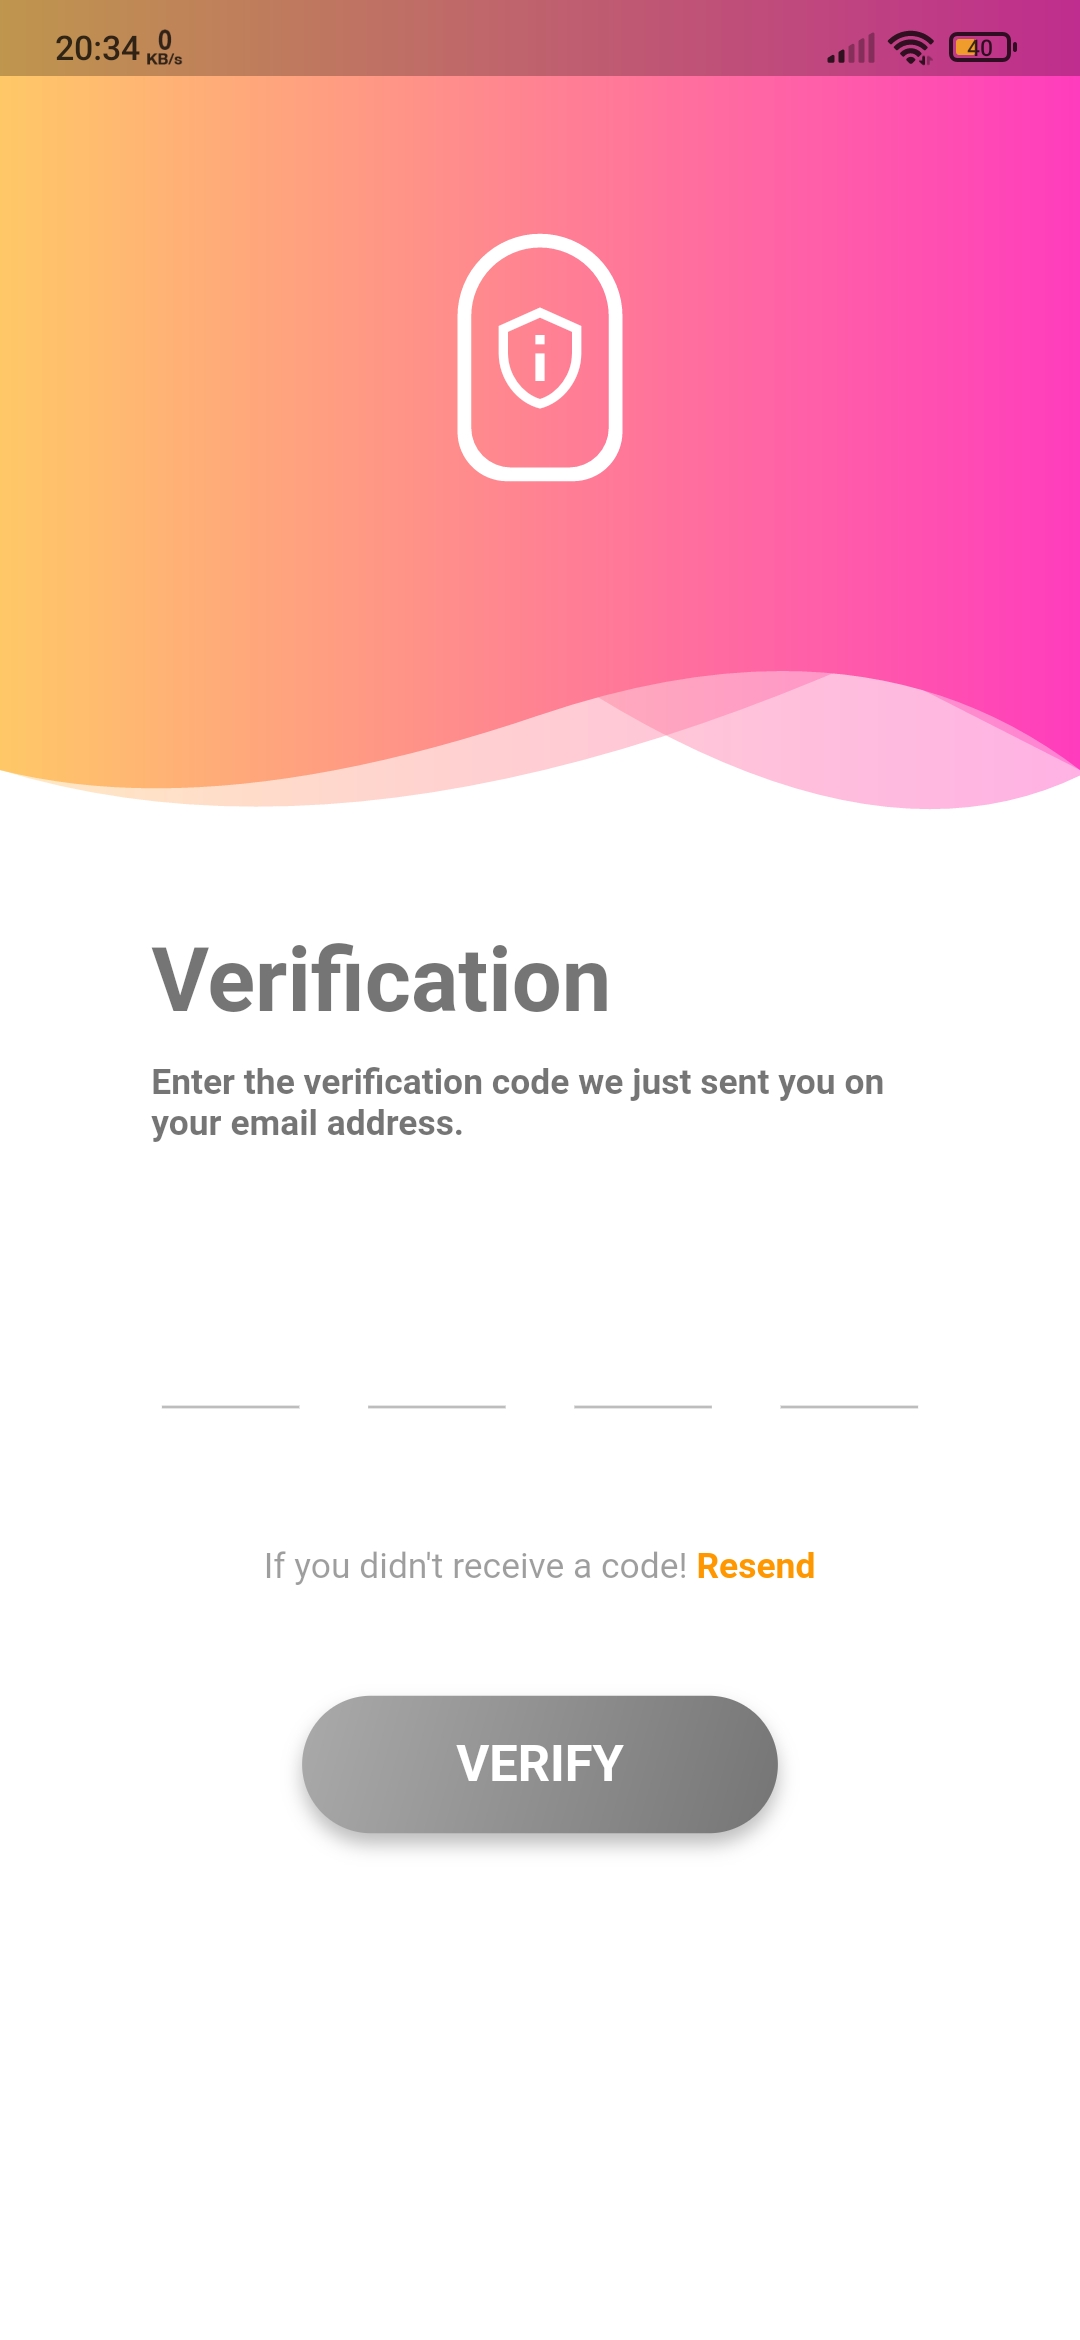 20:34 0 KB/s 40
Verification
Enter the verification code we just sent you on
your email address.
If you didn't receive a code! Resend
VERIFY